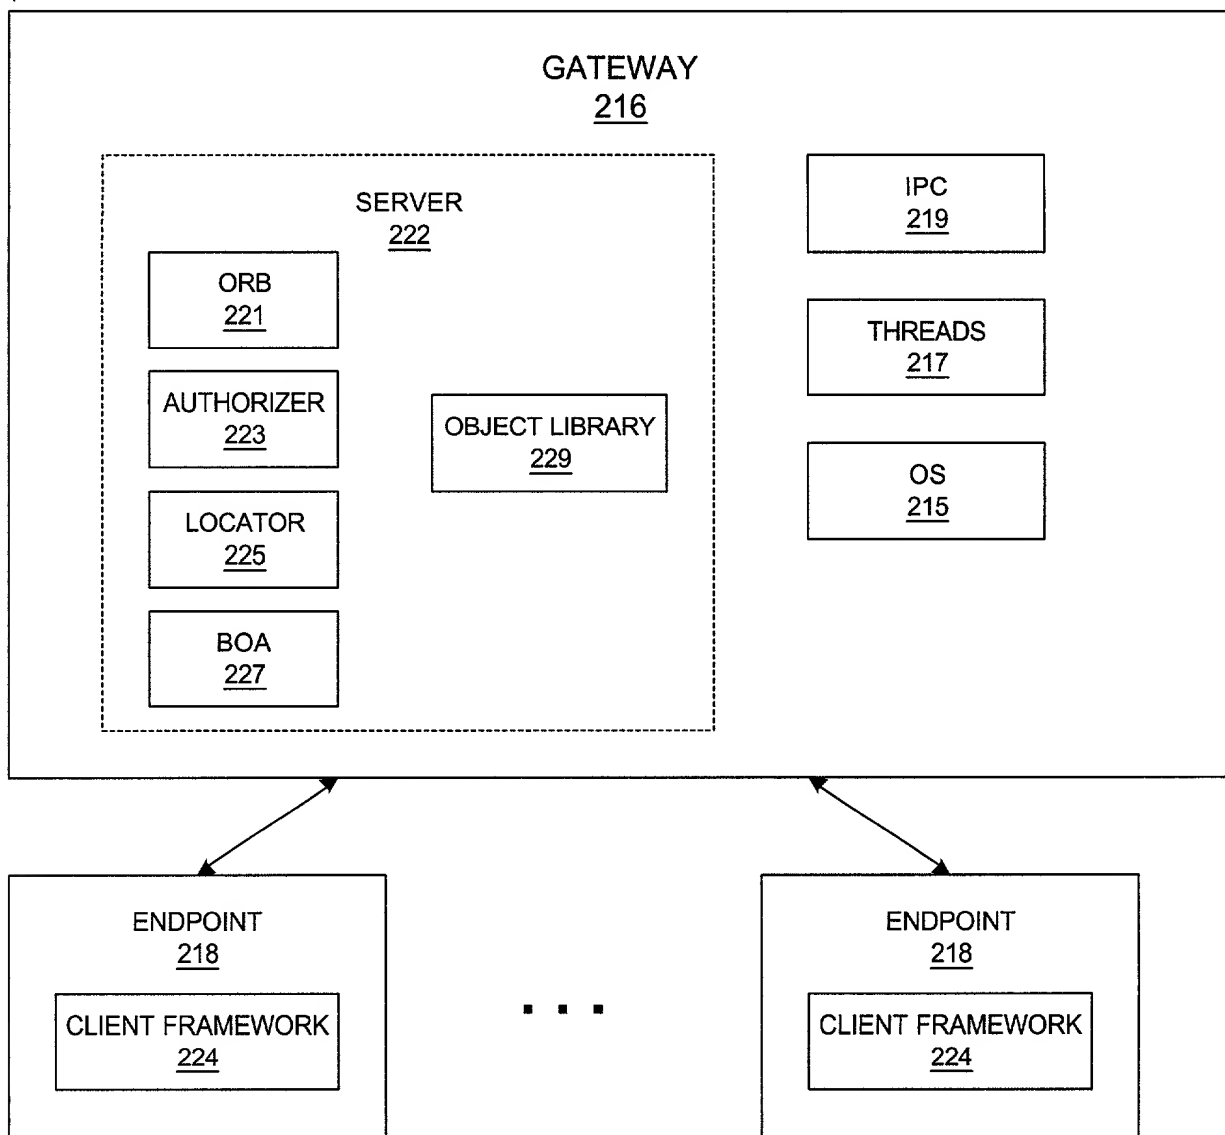 GATEWAY
216
SERVER
222
ORB
221
AUTHORIZER
223
LOCATOR
225
BOA
227
OBJECT LIBRARY
229
IPC
219
THREADS
217
OS
215
ENDPOINT
218
CLIENT FRAMEWORK
224
ENDPOINT
218
CLIENT FRAMEWORK
224